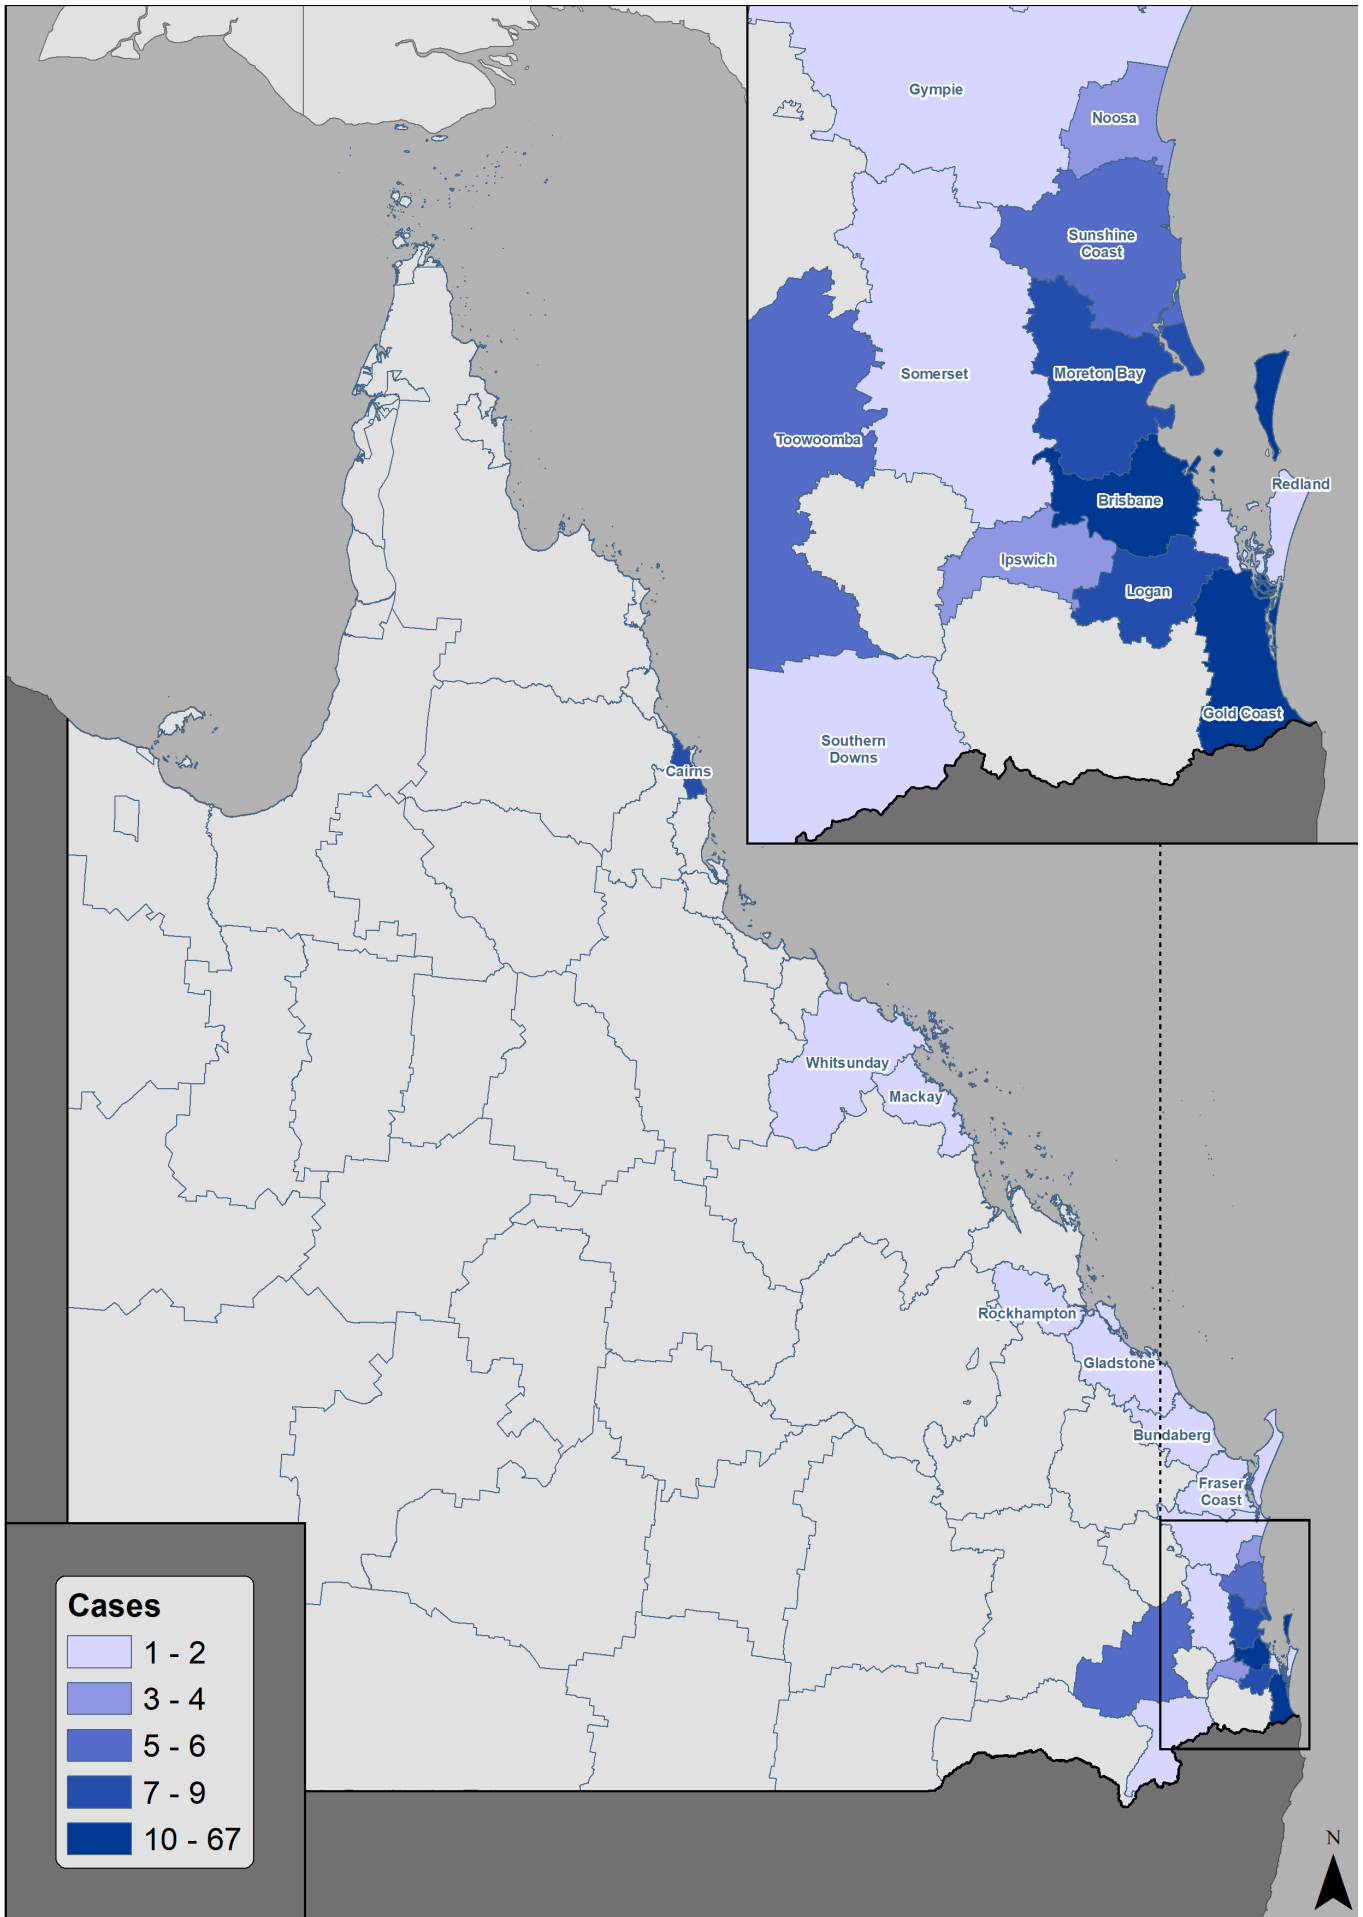 Gympie
Noosa
Sunshine
Coast
Somerset
Moreton Bay
Toowoomba
Redland
Brisbane
Ipswich
Logan
Gold Coast
Southern
Downs
Cairns
Whitsunday
Mackay
Rockhampton
Gladstone
Bundaberg
Fraser
Coast
Cases
1 - 2
3 - 4
5 - 6
7 - 9
10 - 67
N